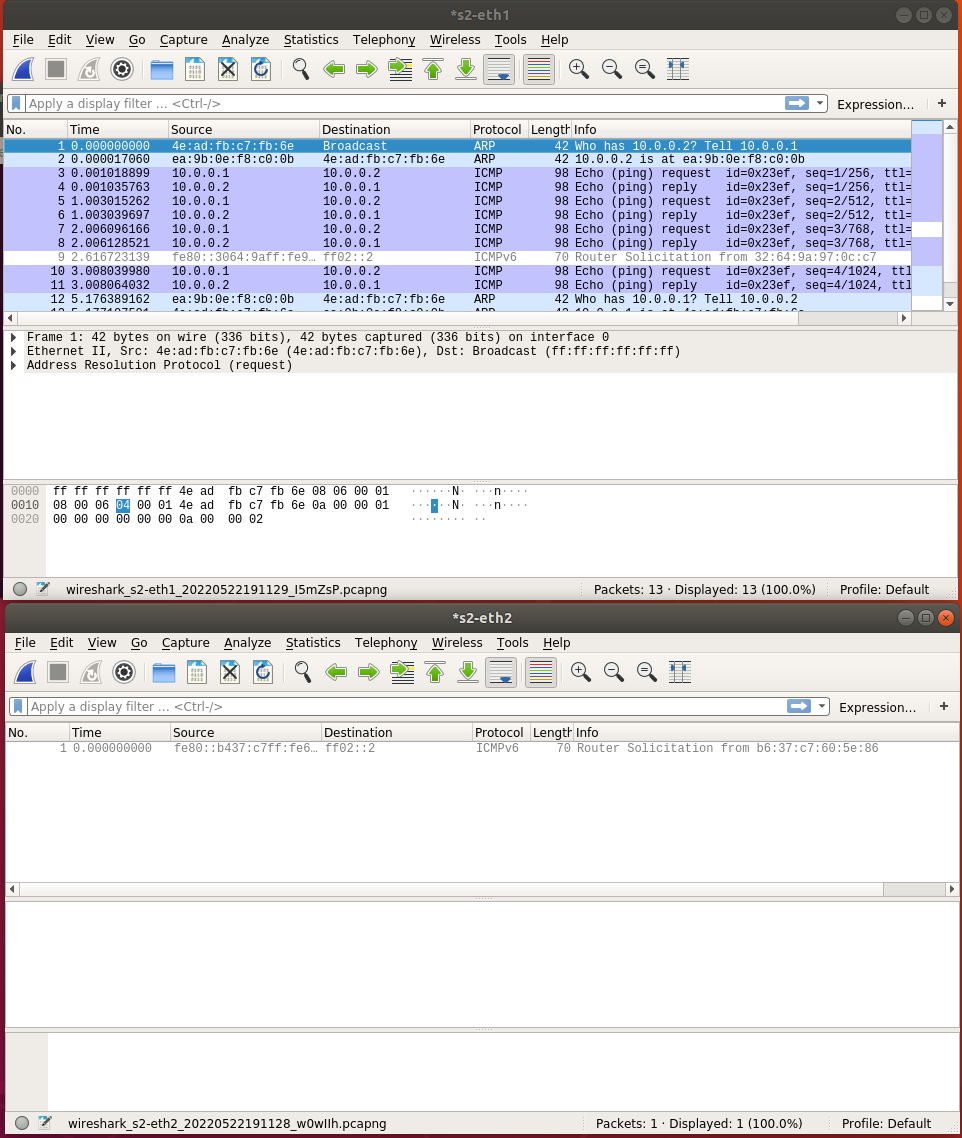 *s2-eth1
File Edit View Go Capture Analyze Statistics Telephony Wireless Tools Help
Apply a display filter ... <Ctrl-/> Expression... +
No. Time Source Destination Protocol Length Info
1 0.000000000 4e:ad:fb:c7:fb:6e Broadcast ARP 42 Who has 10.0.0.2? Tell 10.0.0.1
2 0.000017060 ea:9b:0e:f8:c0:0b 4e:ad:fb:c7:fb:6e ARP 42 10.0.0.2 is at ea:9b:0e:f8:c0:0b
3 0.001018899 10.0.0.1 10.0.0.2 ICMP 98 Echo (ping) request id=0x23ef, seq=1/256, ttl=
4 0.001035763 10.0.0.2 10.0.0.1 ICMP 98 Echo (ping) reply id=0x23ef, seq=1/256, ttl=
5 1.003015262 10.0.0.1 10.0.0.2 ICMP 98 Echo (ping) request id=0x23ef, seq=2/512, ttl=
6 1.003039697 10.0.0.2 10.0.0.1 ICMP 98 Echo (ping) reply id=0x23ef, seq=2/512, ttl=
7 2.006096166 10.0.0.1 10.0.0.2 ICMP 98 Echo (ping) request id=0x23ef, seq=3/768, ttl=
8 2.006128521 10.0.0.2 10.0.0.1 ICMP 98 Echo (ping) reply id=0x23ef, seq=3/768, ttl=
9 2.616723139 fe80::3064:9aff:fe9… ff02::2 ICMPv6 70 Router Solicitation from 32:64:9a:97:0c:c7
10 3.008039980 10.0.0.1 10.0.0.2 ICMP 98 Echo (ping) request id=0x23ef, seq=4/1024, ttl
11 3.008064032 10.0.0.2 10.0.0.1 ICMP 98 Echo (ping) reply id=0x23ef, seq=4/1024, ttl
12 5.176389162 ea:9b:0e:f8:c0:0b 4e:ad:fb:c7:fb:6e ARP 42 Who has 10.0.0.1? Tell 10.0.0.2
Frame 1: 42 bytes on wire (336 bits), 42 bytes captured (336 bits) on interface 0
Ethernet II, Src: 4e:ad:fb:c7:fb:6e (4e:ad:fb:c7:fb:6e), Dst: Broadcast (ff:ff:ff:ff:ff:ff)
Address Resolution Protocol (request)
0000 ff ff ff ff ff ff 4e ad fb c7 fb 6e 08 06 00 01 ······N· ···n····
0010 08 00 06 04 00 01 4e ad fb c7 fb 6e 0a 00 00 01 ······N· ···n····
0020 00 00 00 00 00 00 0a 00 00 02 ········ ··
wireshark_s2-eth1_20220522191129_I5mZsP.pcapng Packets: 13 · Displayed: 13 (100.0%) Profile: Default
*s2-eth2
File Edit View Go Capture Analyze Statistics Telephony Wireless Tools Help
Apply a display filter ... <Ctrl-/> Expression... +
No. Time Source Destination Protocol Length Info
1 0.000000000 fe80::b437:c7ff:fe6… ff02::2 ICMPv6 70 Router Solicitation from b6:37:c7:60:5e:86
wireshark_s2-eth2_20220522191128_w0wIIh.pcapng Packets: 1 · Displayed: 1 (100.0%) Profile: Default